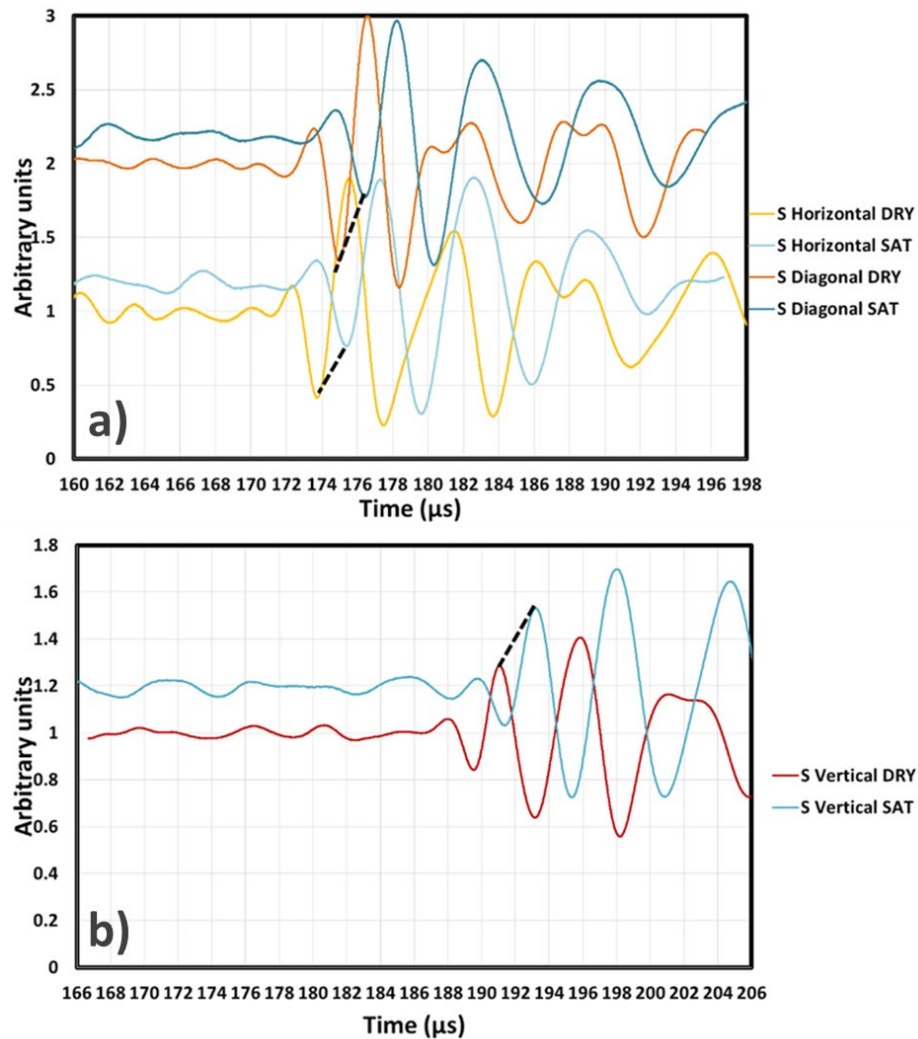 3
2.5
2
1.5
1
0.5
0
Arbitrary units
a)
160 162 164 166 168 170 172 174 176 178 180 182 184 186 188 190 192 194 196 198
Time (µs)
S Horizontal DRY
S Horizontal SAT
S Diagonal DRY
S Diagonal SAT
1.8
1.6
1.4
1.2
1
0.8
0.6
0.4
0.2
0
Arbitrary units
b)
166 168 170 172 174 176 178 180 182 184 186 188 190 192 194 196 198 200 202 204 206
Time (µs)
S Vertical DRY
S Vertical SAT